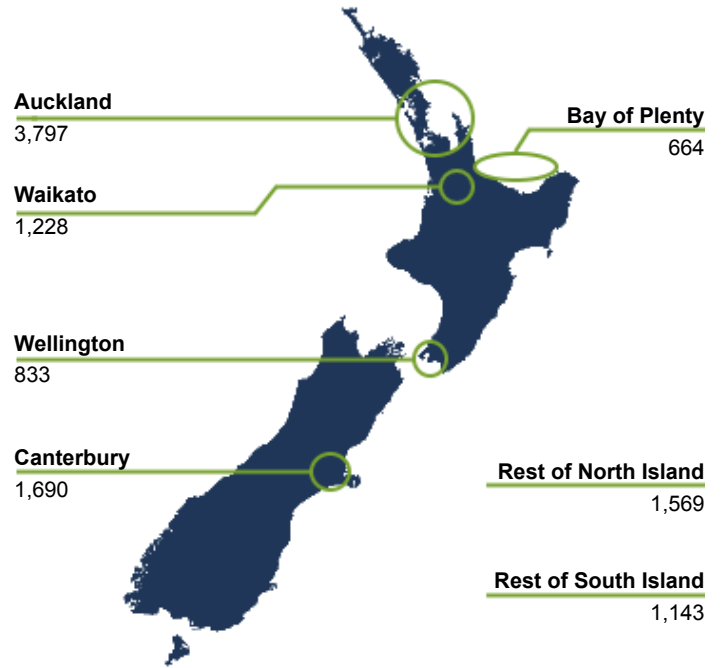 Auckland
3,797
Bay of Plenty
664
Waikato
1,228
Wellington
833
Canterbury
1,690
Rest of North Island
1,569
Rest of South Island
1,143